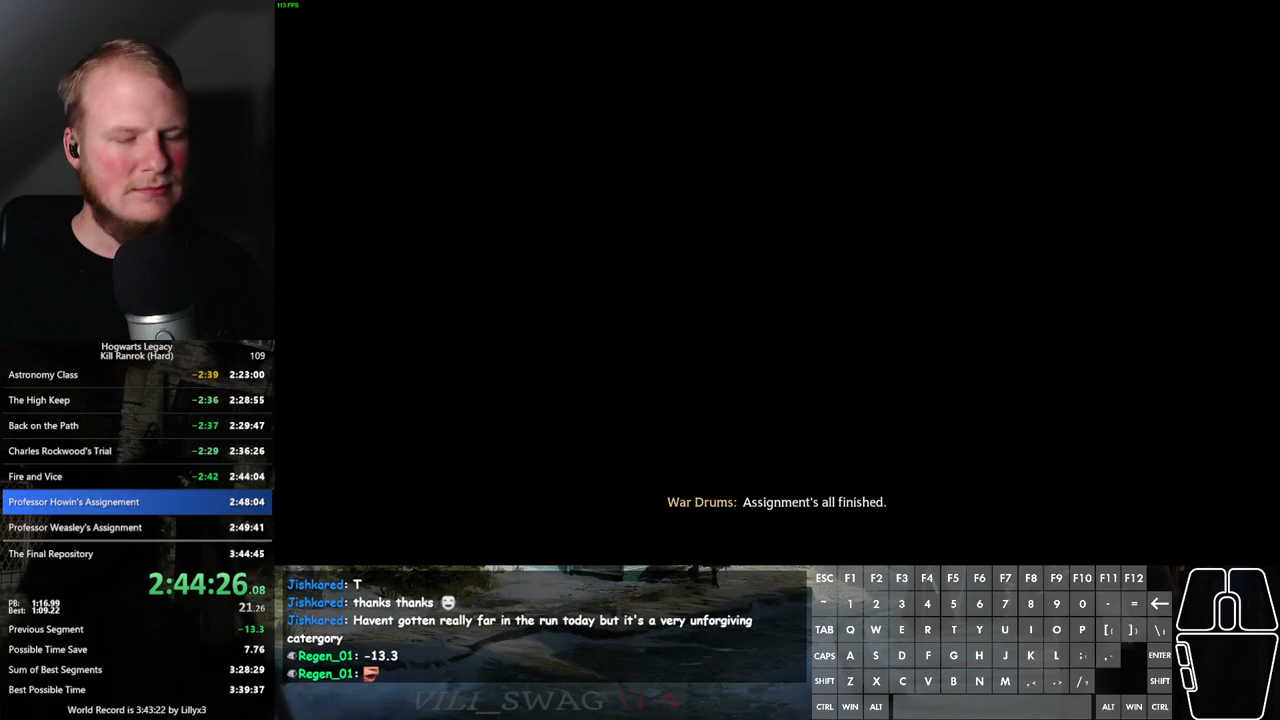 113 FPS
Hogwarts Legacy
Kill Ranrok (Hard) 109
Astronomy Class -2:39 2:23:00
The High Keep -2:36 2:28:55
Back on the Path -2:37 2:29:47
Charles Rockwood's Trial -2:29 2:36:26
Fire and Vice -2:42 2:44:04
Professor Howin's Assignement 2:48:04
Professor Weasley's Assignment 2:49:41
The Final Repository 3:44:45
2:44:26.08
PB: 1:16.99
Best: 1:09.22
21.26
Previous Segment -13.3
Possible Time Save 7.76
Sum of Best Segments 3:28:29
Best Possible Time 3:39:37
World Record is 3:43:22 by Lillyx3
War Drums: Assignment's all finished.
Jishkared: T
Jishkared: thanks thanks
Jishkared: Havent gotten really far in the run today but it's a very unforgiving
catergory
Regen_01: -13.3
Regen_01:
VILI_SWAG
ESC F1 F2 F3 F4 F5 F6 F7 F8 F9 F10 F11 F12
~ 1 2 3 4 5 6 7 8 9 0 - = ←
TAB Q W E R T Y U I O P [{ ]} \|
CAPS A S D F G H J K L ;: ENTER
SHIFT Z X C V B N M ,< .> /? SHIFT
CTRL WIN ALT ALT WIN CTRL